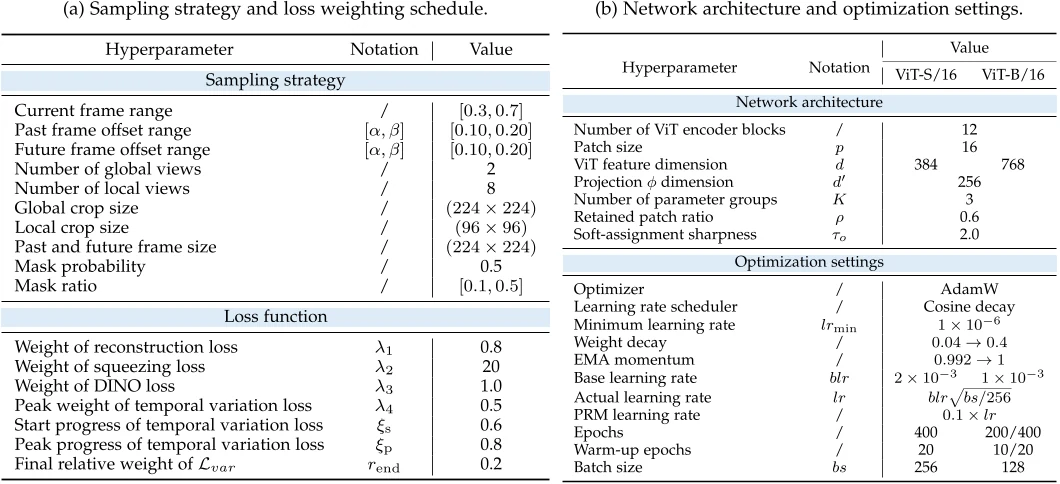 (a) Sampling strategy and loss weighting schedule.
Hyperparameter Notation Value
Sampling strategy
Current frame range / [0.3, 0.7]
Past frame offset range [α, β] [0.10, 0.20]
Future frame offset range [α, β] [0.10, 0.20]
Number of global views / 2
Number of local views / 8
Global crop size / (224 × 224)
Local crop size / (96 × 96)
Past and future frame size / (224 × 224)
Mask probability / 0.5
Mask ratio / [0.1, 0.5]
Loss function
Weight of reconstruction loss λ₁ 0.8
Weight of squeezing loss λ₂ 20
Weight of DINO loss λ₃ 1.0
Peak weight of temporal variation loss λ₄ 0.5
Start progress of temporal variation loss ξₛ 0.6
Peak progress of temporal variation loss ξₚ 0.8
Final relative weight of ℒ_var r_end 0.2
(b) Network architecture and optimization settings.
Hyperparameter Notation Value
ViT-S/16 ViT-B/16
Network architecture
Number of ViT encoder blocks / 12
Patch size p 16
ViT feature dimension d 384 768
Projection ϕ dimension d′ 256
Number of parameter groups K 3
Retained patch ratio ρ 0.6
Soft-assignment sharpness τₒ 2.0
Optimization settings
Optimizer / AdamW
Learning rate scheduler / Cosine decay
Minimum learning rate lr_min 1 × 10⁻⁶
Weight decay / 0.04 → 0.4
EMA momentum / 0.992 → 1
Base learning rate blr 2 × 10⁻³ 1 × 10⁻³
Actual learning rate lr blr√(bs/256)
PRM learning rate / 0.1 × lr
Epochs / 400 200/400
Warm-up epochs / 20 10/20
Batch size bs 256 128